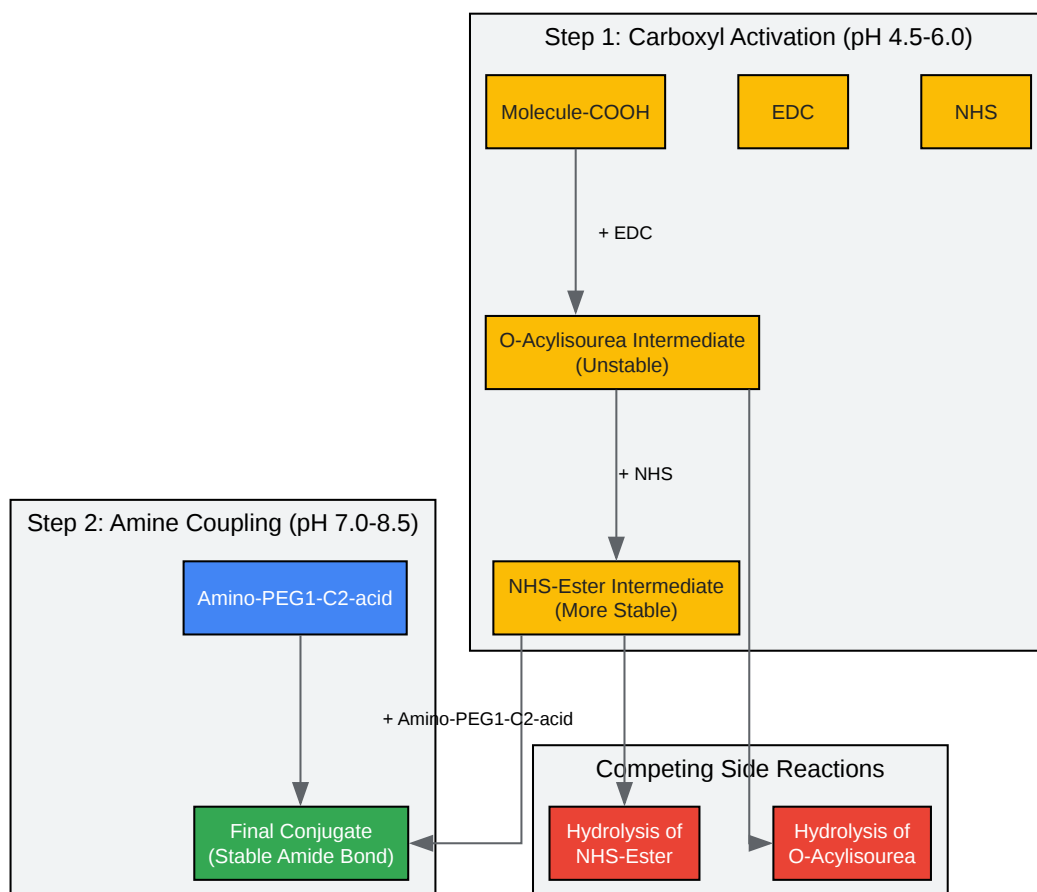 Step 1: Carboxyl Activation (pH 4.5-6.0)
Molecule-COOH
EDC
NHS
+ EDC
O-Acylisourea Intermediate
(Unstable)
+ NHS
NHS-Ester Intermediate
(More Stable)
Step 2: Amine Coupling (pH 7.0-8.5)
Amino-PEG1-C2-acid
+ Amino-PEG1-C2-acid
Final Conjugate
(Stable Amide Bond)
Competing Side Reactions
Hydrolysis of
NHS-Ester
Hydrolysis of
O-Acylisourea